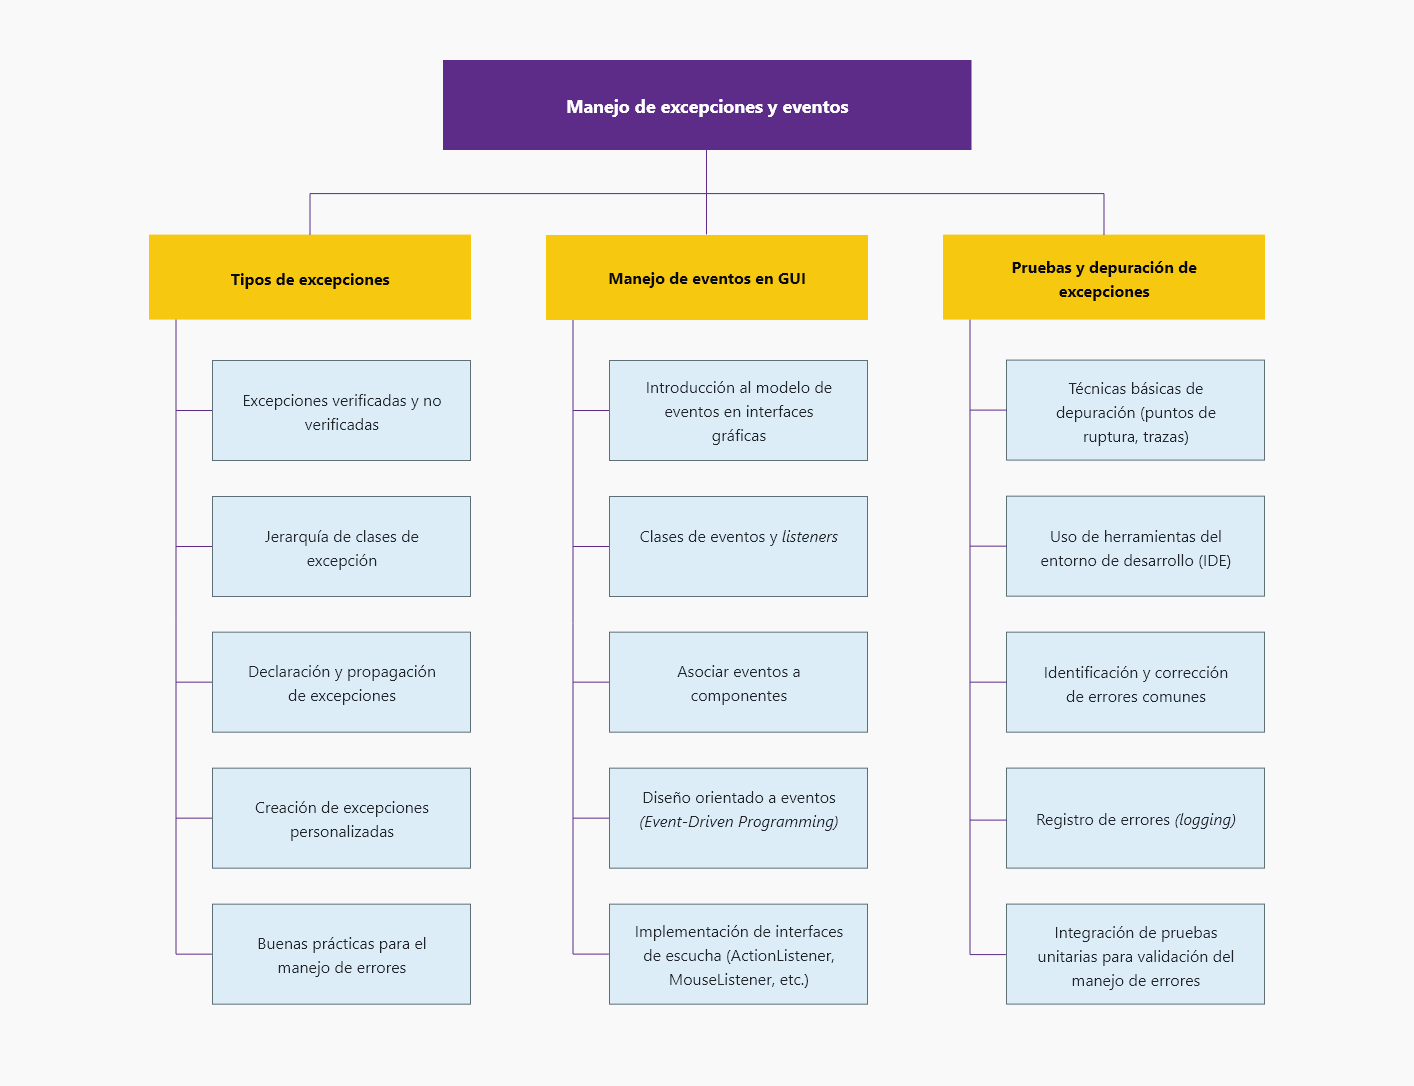 Manejo de excepciones y eventos
Tipos de excepciones
Excepciones verificadas y no
verificadas
Jerarquía de clases de
excepción
Declaración y propagación
de excepciones
Creación de excepciones
personalizadas
Buenas prácticas para el
manejo de errores
Manejo de eventos en GUI
Introducción al modelo de
eventos en interfaces
gráficas
Clases de eventos y listeners
Asociar eventos a
componentes
Diseño orientado a eventos
(Event-Driven Programming)
Implementación de interfaces
de escucha (ActionListener,
MouseListener, etc.)
Pruebas y depuración de
excepciones
Técnicas básicas de
depuración (puntos de
ruptura, trazas)
Uso de herramientas del
entorno de desarrollo (IDE)
Identificación y corrección
de errores comunes
Registro de errores (logging)
Integración de pruebas
unitarias para validación del
manejo de errores